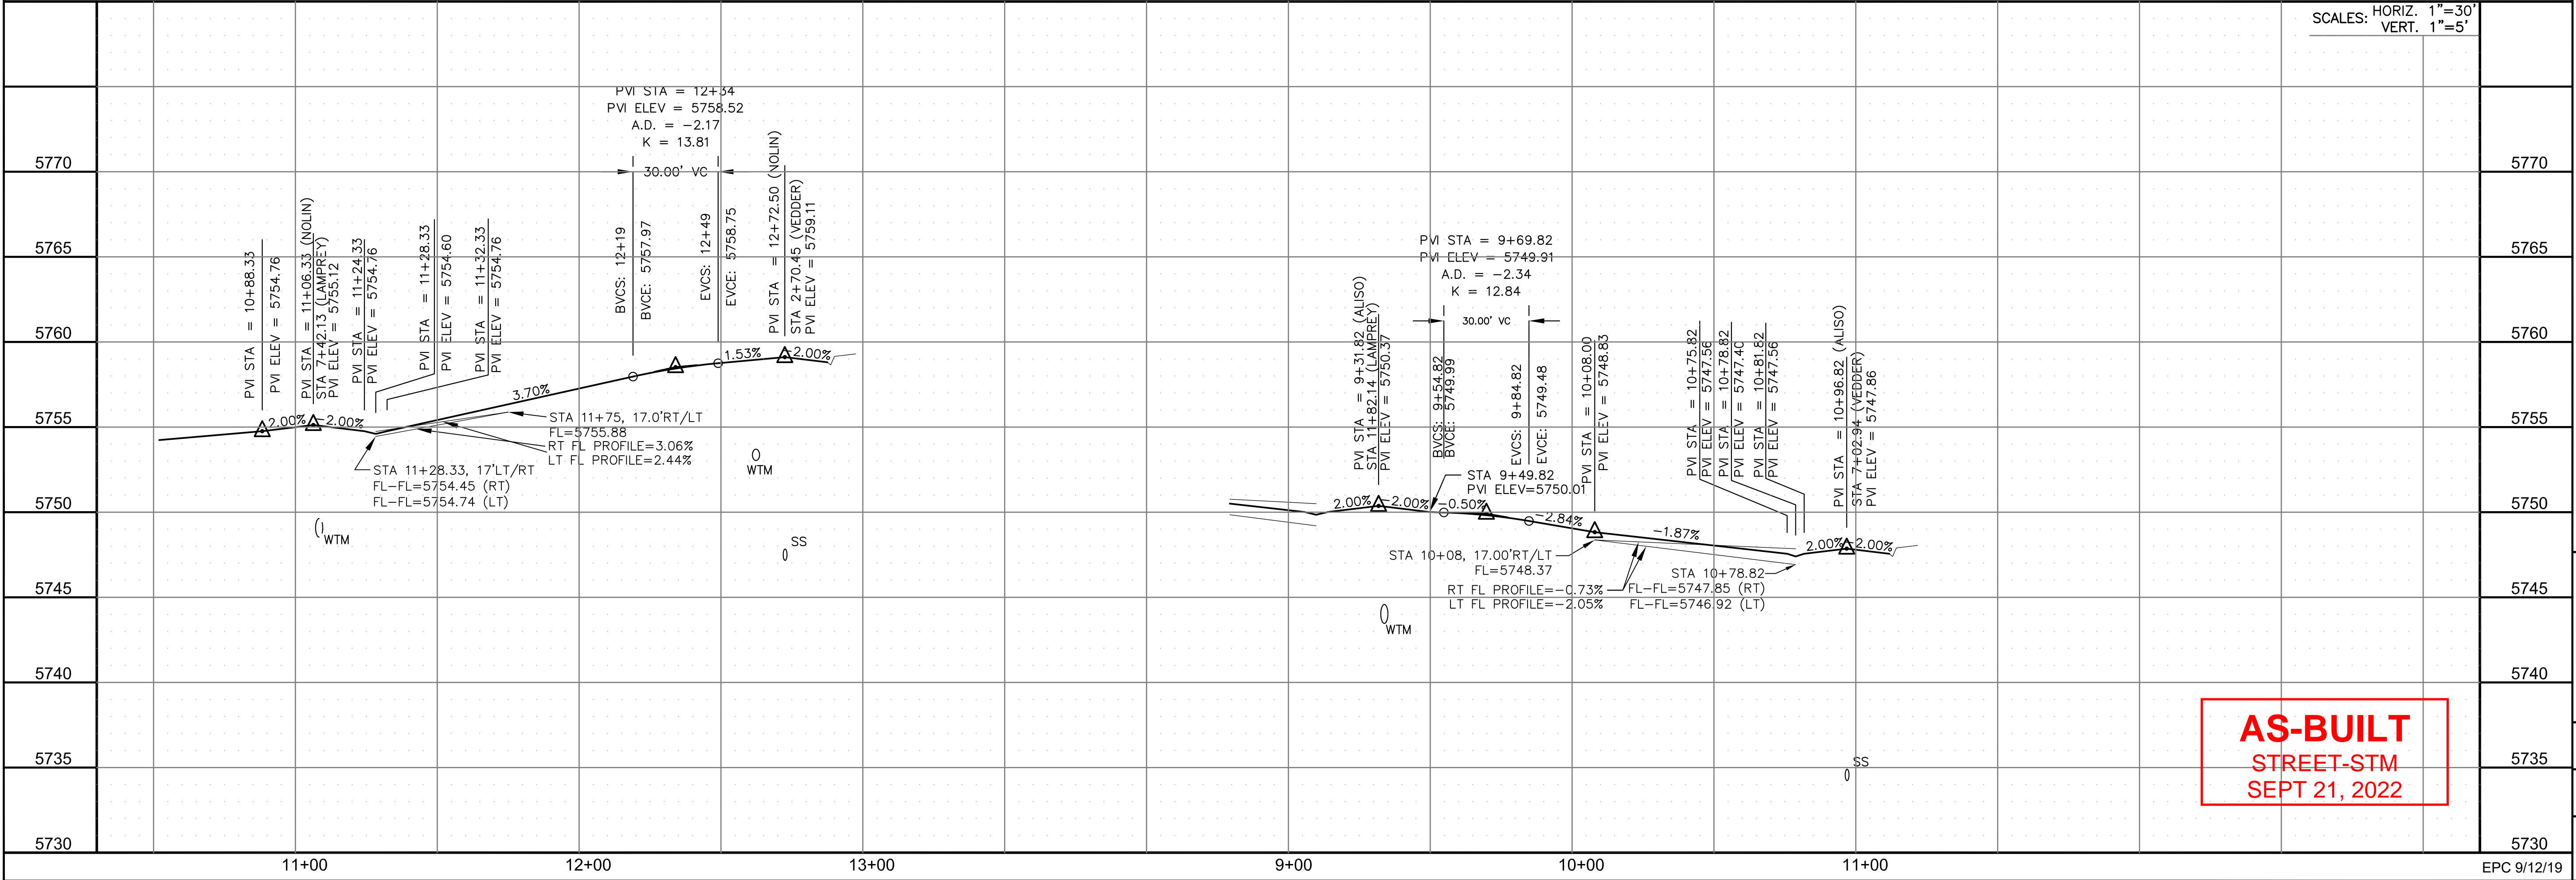 SCALES: HORIZ. 1"=30'
VERT. 1"=5'
PVI STA = 12+34
PVI ELEV = 5758.52
A.D. = -2.17
K = 13.81
30.00' VC
BVCS: 12+19
BVCE: 5757.97
EVCS: 12+49
EVCE: 5758.75
PVI STA = 12+72.50 (NOLIN)
STA 2+70.45 (VEDDER)
PVI ELEV = 5759.11
PVI STA = 10+88.33
PVI ELEV = 5754.76
PVI STA = 11+06.33 (NOLIN)
STA 7+42.13 (LAMPREY)
PVI ELEV = 5755.12
PVI STA = 11+24.33
PVI ELEV = 5754.76
PVI STA = 11+28.33
PVI ELEV = 5754.60
PVI STA = 11+32.33
PVI ELEV = 5754.76
2.00%
-2.00%
3.70%
1.53%
-2.00%
STA 11+75, 17.0'RT/LT
FL=5755.88
RT FL PROFILE=3.06%
LT FL PROFILE=2.44%
STA 11+28.33, 17'LT/RT
FL-FL=5754.45 (RT)
FL-FL=5754.74 (LT)
WTM
WTM
SS
PVI STA = 9+69.82
PVI ELEV = 5749.91
A.D. = -2.34
K = 12.84
30.00' VC
PVI STA = 9+31.82 (ALISO)
STA 11+82.14 (LAMPREY)
PVI ELEV = 5750.37
BVCS: 9+54.82
BVCE: 5749.99
EVCS: 9+84.82
EVCE: 5749.48
PVI STA = 10+08.00
PVI ELEV = 5748.83
PVI STA = 10+75.82
PVI ELEV = 5747.56
PVI STA = 10+78.82
PVI ELEV = 5747.40
PVI STA = 10+81.82
PVI ELEV = 5747.56
PVI STA = 10+96.82 (ALISO)
STA 7+02.94 (VEDDER)
PVI ELEV = 5747.86
STA 9+49.82
PVI ELEV=5750.01
2.00%
-2.00%
-0.50%
-2.84%
-1.87%
2.00%
-2.00%
STA 10+08, 17.00'RT/LT
FL=5748.37
RT FL PROFILE=-0.73%
LT FL PROFILE=-2.05%
STA 10+78.82
FL-FL=5747.85 (RT)
FL-FL=5746.92 (LT)
WTM
SS
5770
5765
5760
5755
5750
5745
5740
5735
5730
5770
5765
5760
5755
5750
5745
5740
5735
5730
AS-BUILT
STREET-STM
SEPT 21, 2022
11+00
12+00
13+00
9+00
10+00
11+00
EPC 9/12/19